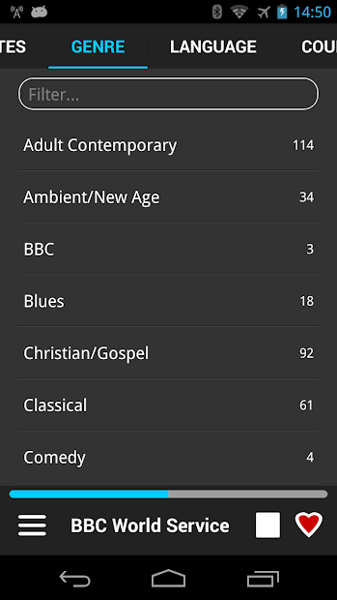 14:50
TES GENRE LANGUAGE COU
Filter...
Adult Contemporary 114
Ambient/New Age 34
BBC 3
Blues 18
Christian/Gospel 92
Classical 61
Comedy 4
BBC World Service